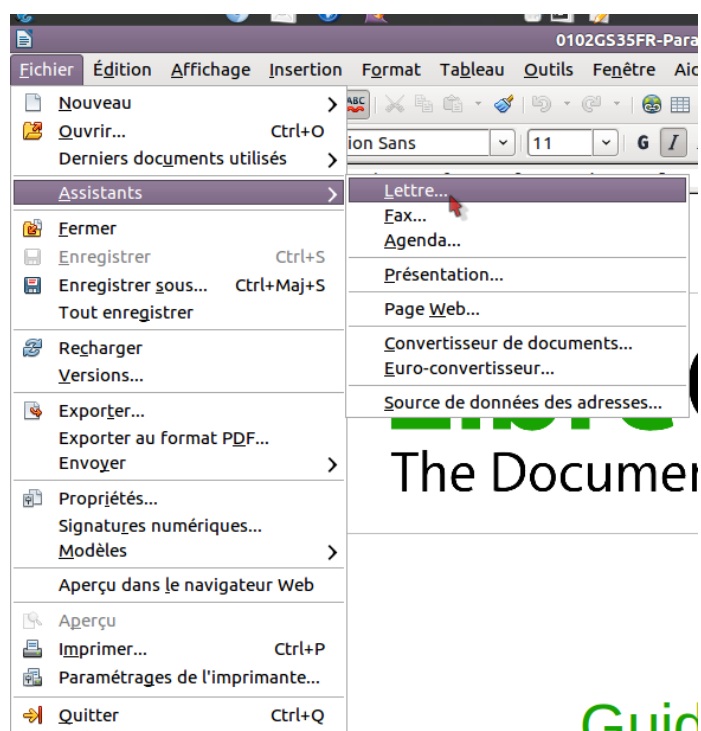 0102GS35FR-Para
Fichier Édition Affichage Insertion Format Tableau Outils Fenêtre
ABC
11 G I
Nouveau
Ouvrir... Ctrl+O
Derniers documents utilisés
Assistants
Fermer
Enregistrer Ctrl+S
Enregistrer sous... Ctrl+Maj+S
Tout enregistrer
Recharger
Versions...
Exporter...
Exporter au format PDF...
Envoyer
Propriétés...
Signatures numériques...
Modèles
Aperçu dans le navigateur Web
Aperçu
Imprimer... Ctrl+P
Paramétrages de l'imprimante...
Quitter Ctrl+Q
ion Sans
Lettre...
Fax...
Agenda...
Présentation...
Page Web...
Convertisseur de documents...
Euro-convertisseur...
Source de données des adresses...
The Documen
Guid